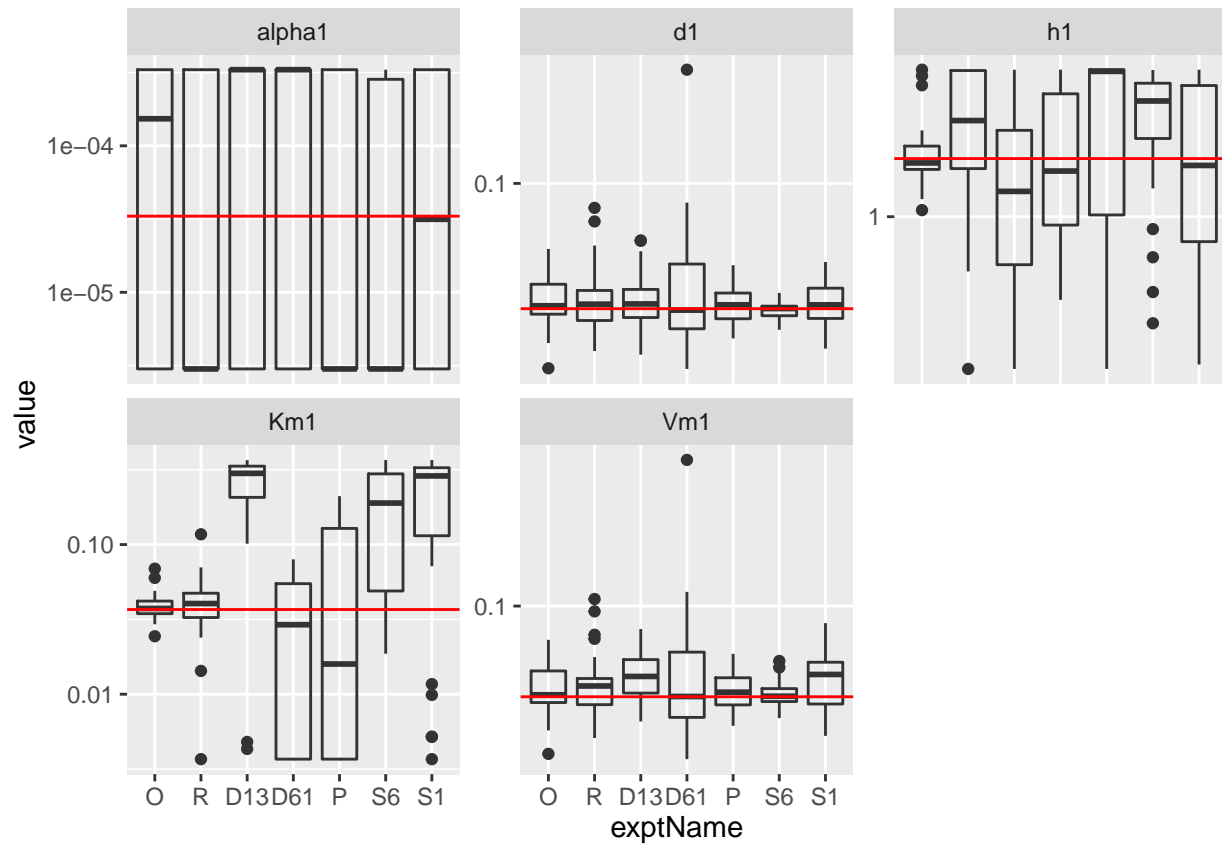 alpha1 d1 h1
1e-04
1e-05
0.1
1
value
Km1 Vm1
0.10
0.01
0.1
O R D13 D61 P S6 S1
O R D13 D61 P S6 S1
exptName